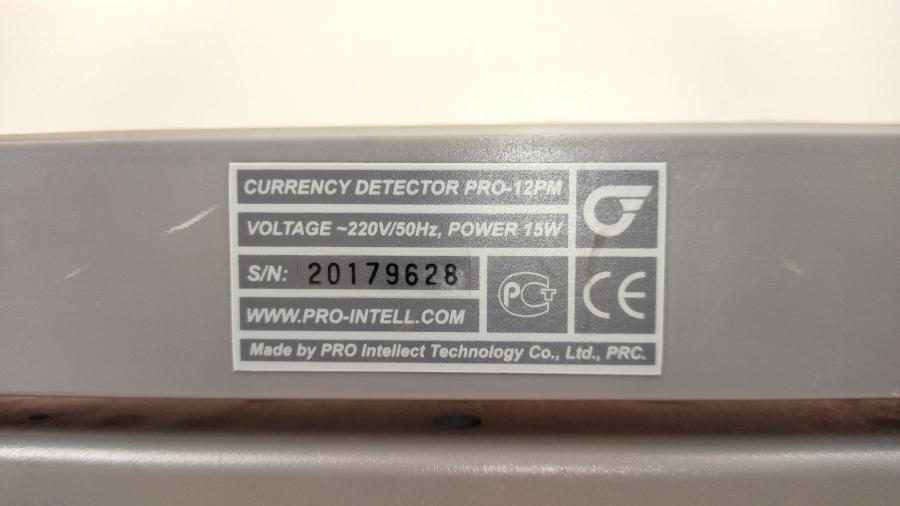 CURRENCY DETECTOR PRO-12PM
VOLTAGE ~220V/50Hz, POWER 15W
S/N: 20179628
WWW.PRO-INTELL.COM
PCT
CE
Made by PRO Intellect Technology Co., Ltd., PRC.